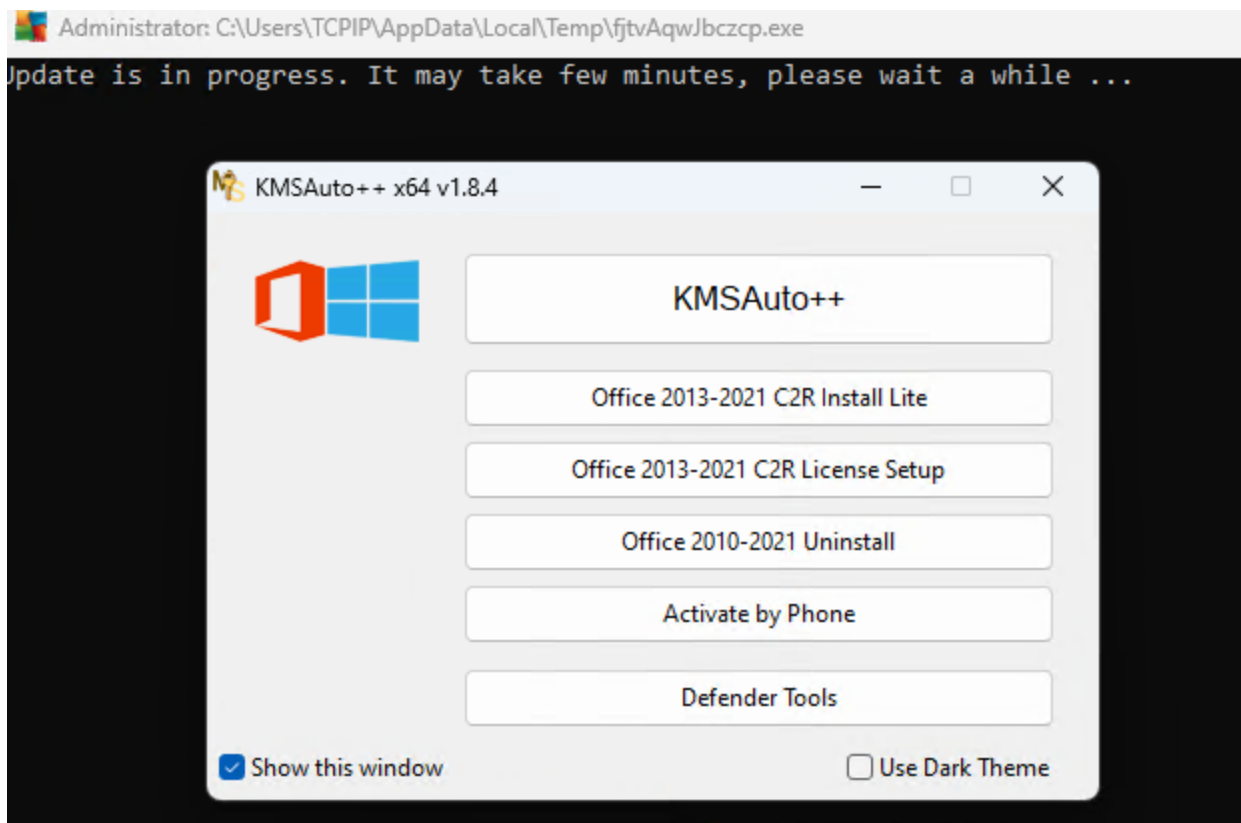 Administrator: C:\Users\TCPIP\AppData\Local\Temp\fjtvAqwJbczcp.exe
Update is in progress. It may take few minutes, please wait a while ...
KMSAuto++ x64 v1.8.4
KMSAuto++
Office 2013-2021 C2R Install Lite
Office 2013-2021 C2R License Setup
Office 2010-2021 Uninstall
Activate by Phone
Defender Tools
Show this window
Use Dark Theme